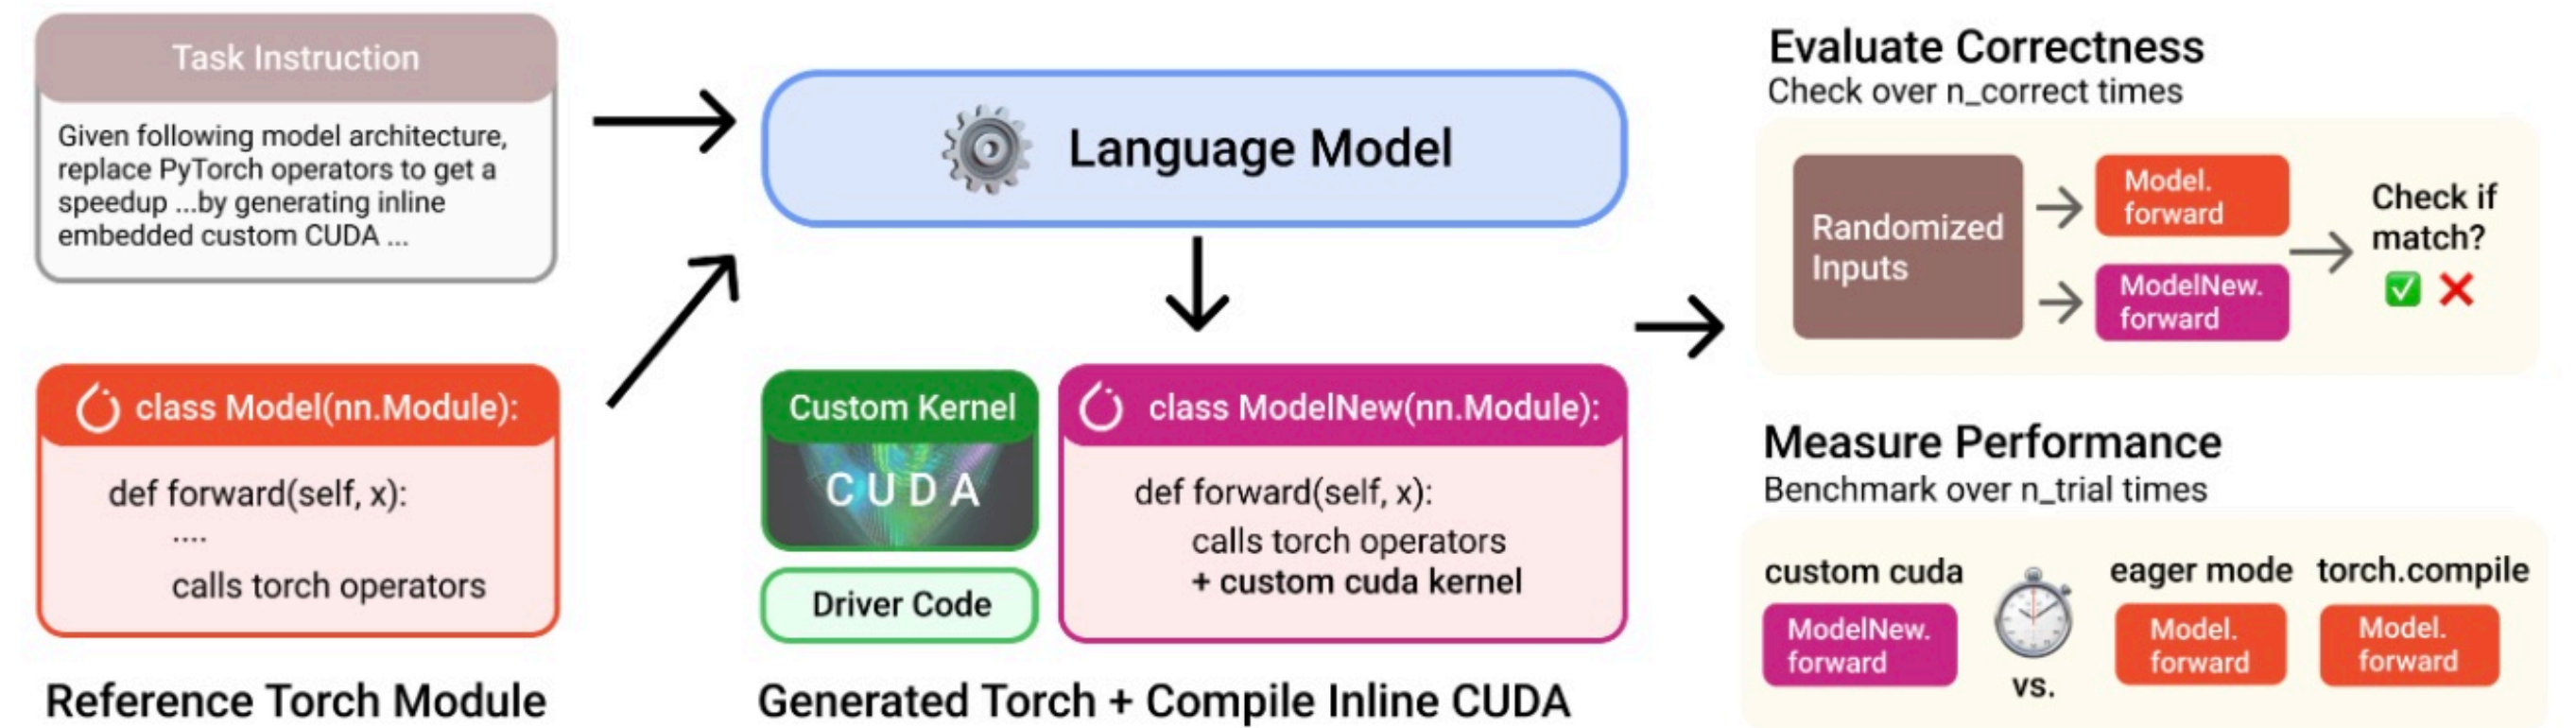 Task Instruction
Given following model architecture,
replace PyTorch operators to get a
speedup ...by generating inline
embedded custom CUDA ...
class Model(nn.Module):
def forward(self, x):
....
calls torch operators
Reference Torch Module
Language Model
Custom Kernel
CUDA
Driver Code
class ModelNew(nn.Module):
def forward(self, x):
calls torch operators
+ custom cuda kernel
Generated Torch + Compile Inline CUDA
Evaluate Correctness
Check over n_correct times
Randomized
Inputs
Model.
forward
ModelNew.
forward
Check if
match?
Measure Performance
Benchmark over n_trial times
custom cuda
ModelNew.
forward
vs.
eager mode
Model.
forward
torch.compile
Model.
forward